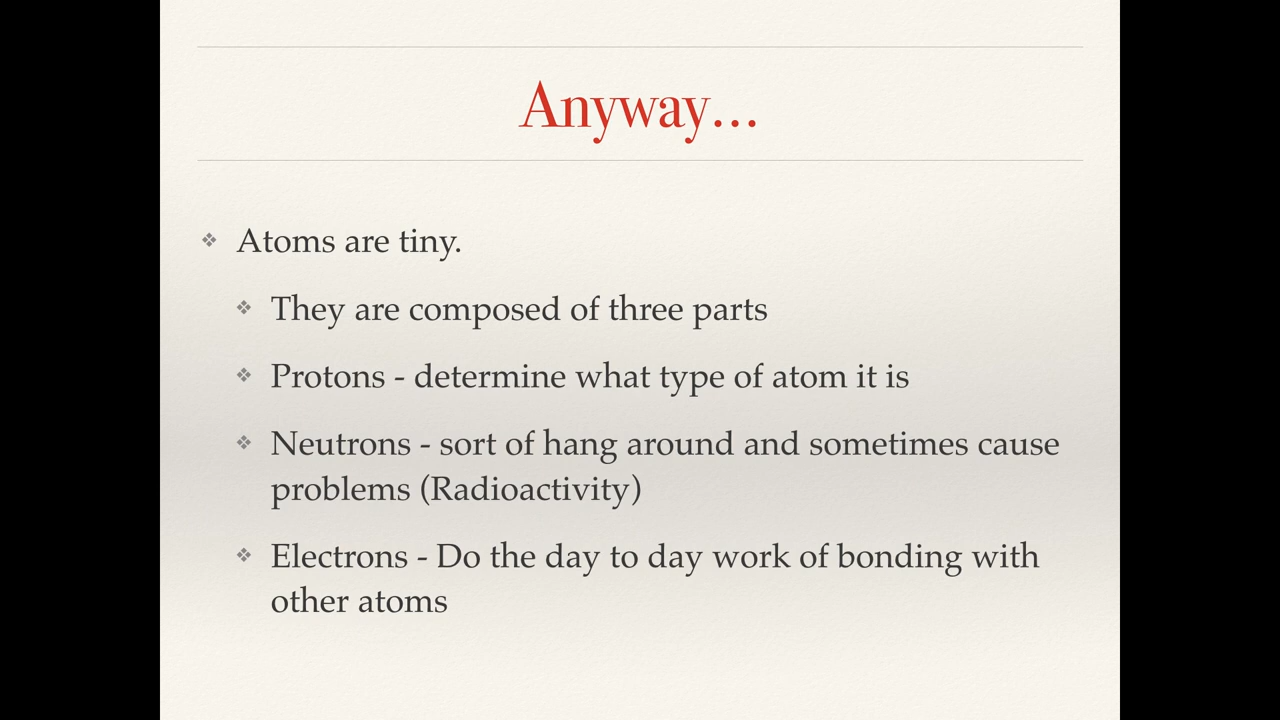 Anyway…
Atoms are tiny.
They are composed of three parts
Protons - determine what type of atom it is
Neutrons - sort of hang around and sometimes cause
problems (Radioactivity)
Electrons - Do the day to day work of bonding with
other atoms